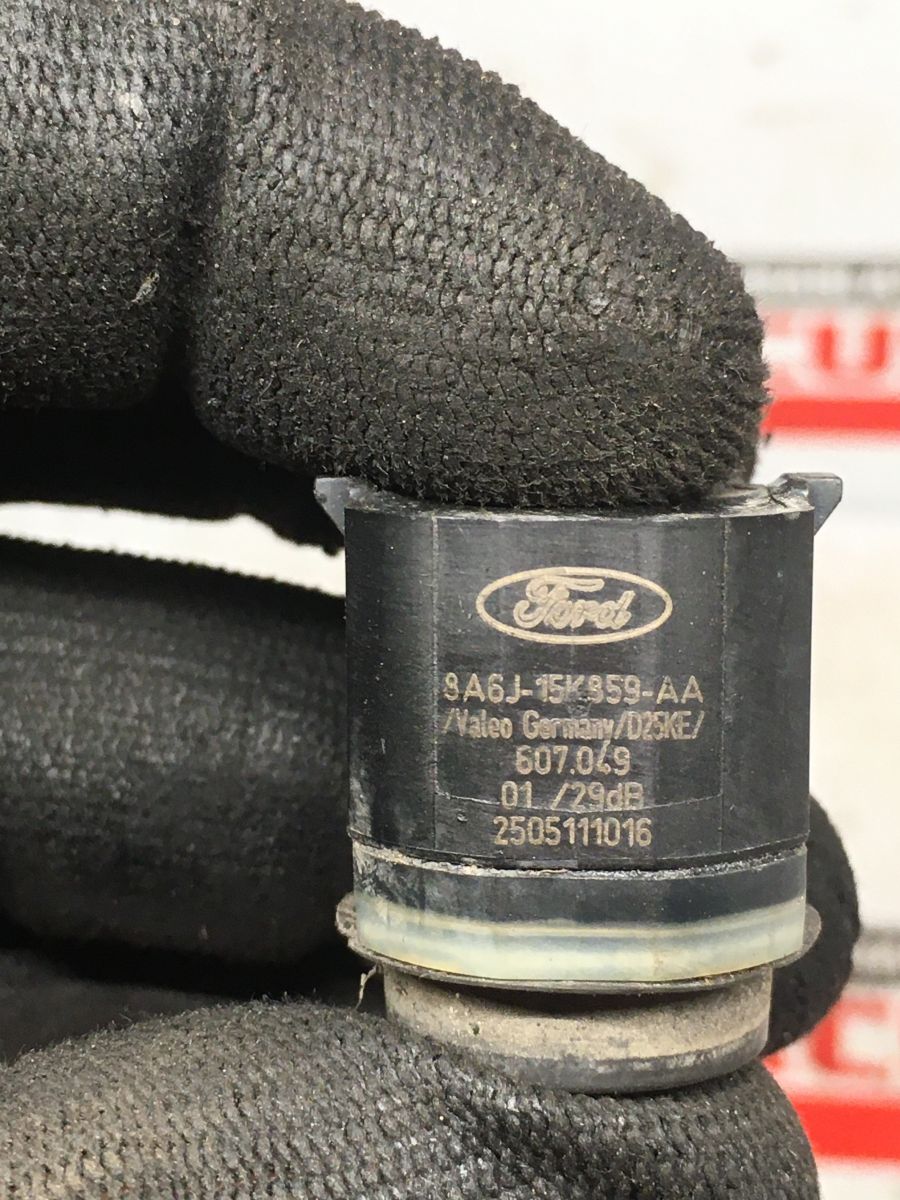 Ford
8A6J-15K859-AA
/Valeo Germany/D25KE/
607.049
01 /29dB
2505111016